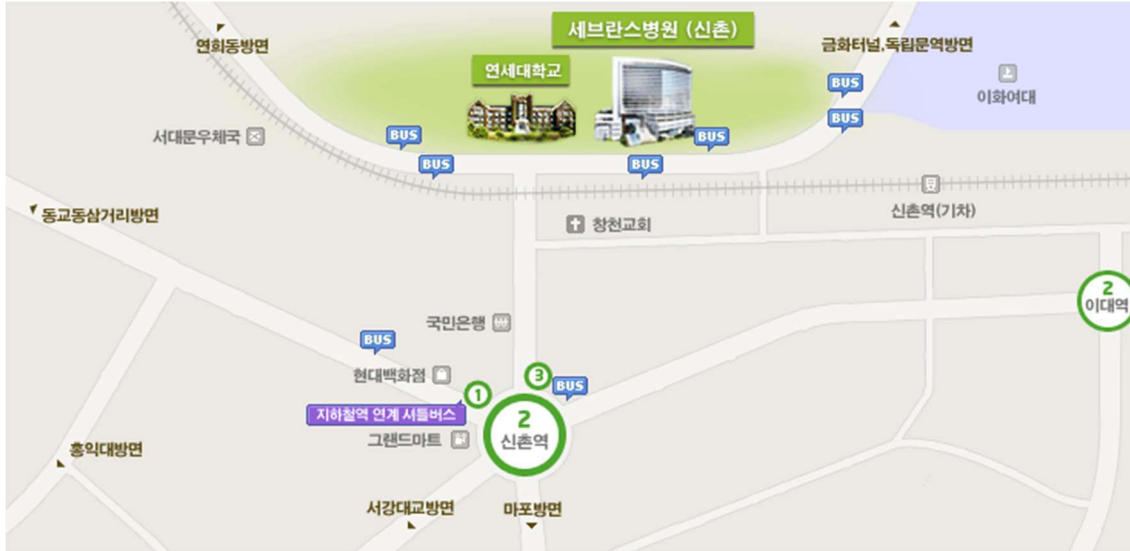 세브란스병원 (신촌)
연희동방면
금화터널,독립문역방면
연세대학교
BUS
이화여대
BUS
서대문우체국
BUS
BUS
BUS
BUS
신촌역(기차)
동교동삼거리방면
창천교회
2
이대역
국민은행
BUS
현대백화점
3
BUS
1
지하철역 연계 셔틀버스
2
신촌역
그랜드마트
홍익대방면
서강대교방면
마포방면